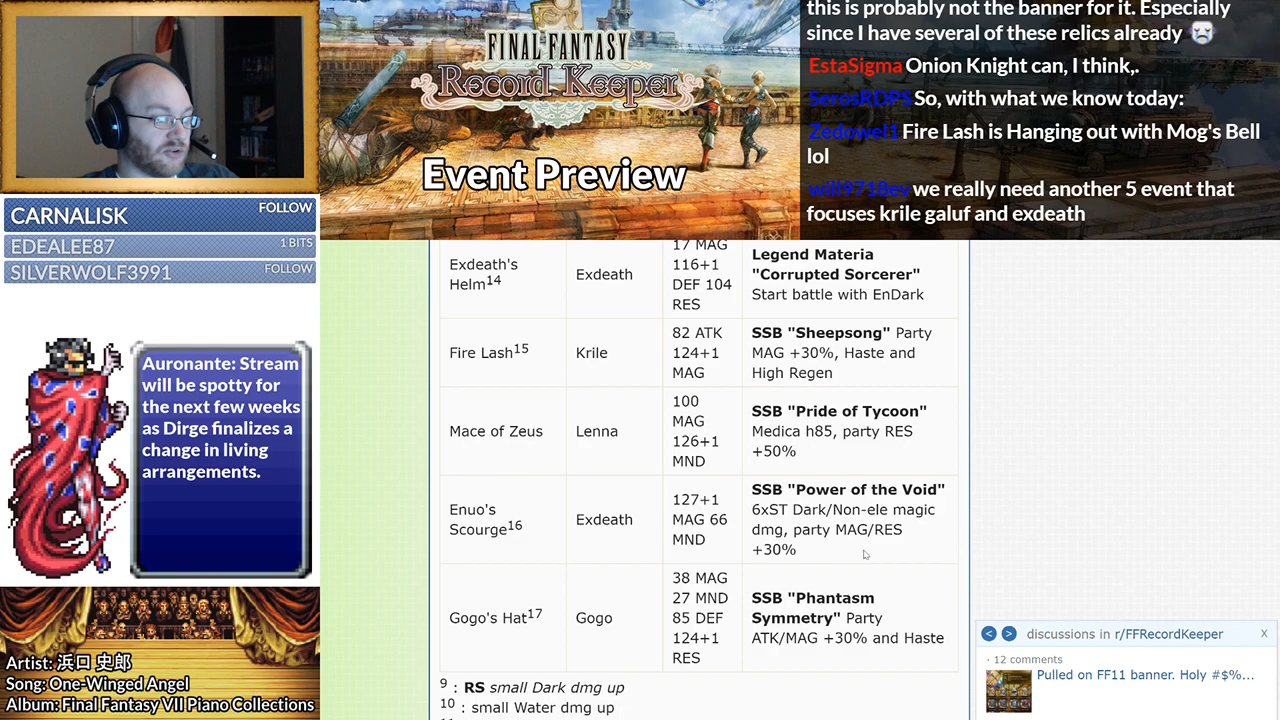 CARNALISK FOLLOW
EDEALEE87 1 BITS
SILVERWOLF3991 FOLLOW
Auronante: Stream
will be spotty for
the next few weeks
as Dirge finalizes a
change in living
arrangements.
Artist: 浜口 史郎
Song: One-Winged Angel
Album: Final Fantasy VII Piano Collections
FINAL FANTASY
Record Keeper
Event Preview
this is probably not the banner for it. Especially
since I have several of these relics already
EstaSigma Onion Knight can, I think,.
SerosRDPS So, with what we know today:
Zedowel1 Fire Lash is Hanging out with Mog's Bell
lol
will9718ev we really need another 5 event that
focuses krile galuf and exdeath
Exdeath's
Helm14
Exdeath
17 MAG
116+1
DEF 104
RES
Legend Materia
"Corrupted Sorcerer"
Start battle with EnDark
Fire Lash15
Krile
82 ATK
124+1
MAG
SSB "Sheepsong" Party
MAG +30%, Haste and
High Regen
Mace of Zeus
Lenna
100
MAG
126+1
MND
SSB "Pride of Tycoon"
Medica h85, party RES
+50%
Enuo's
Scourge16
Exdeath
127+1
MAG 66
MND
SSB "Power of the Void"
6xST Dark/Non-ele magic
dmg, party MAG/RES
+30%
Gogo's Hat17
Gogo
38 MAG
27 MND
85 DEF
124+1
RES
SSB "Phantasm
Symmetry" Party
ATK/MAG +30% and Haste
9 : RS small Dark dmg up
10 : small Water dmg up
discussions in r/FFRecordKeeper X
· 12 comments
Pulled on FF11 banner. Holy #$%...